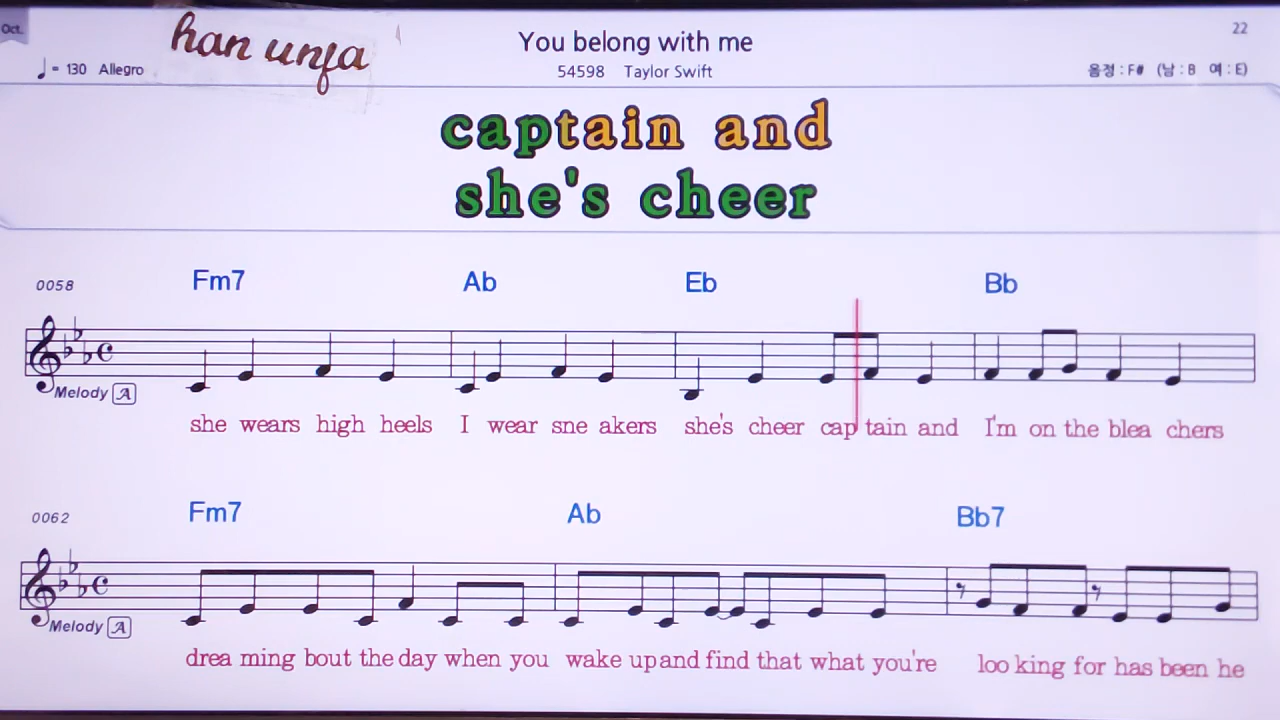 Oct.
han unja
You belong with me
22
♩ = 130 Allegro
54598 Taylor Swift
음정 : F# (남 : B 여 : E)
captain and
she's cheer
0058
Fm7 Ab Eb Bb
Melody A
she wears high heels I wear sne akers she's cheer cap tain and I'm on the blea chers
0062
Fm7 Ab Bb7
Melody A
drea ming bout the day when you wake up and find that what you're loo king for has been he